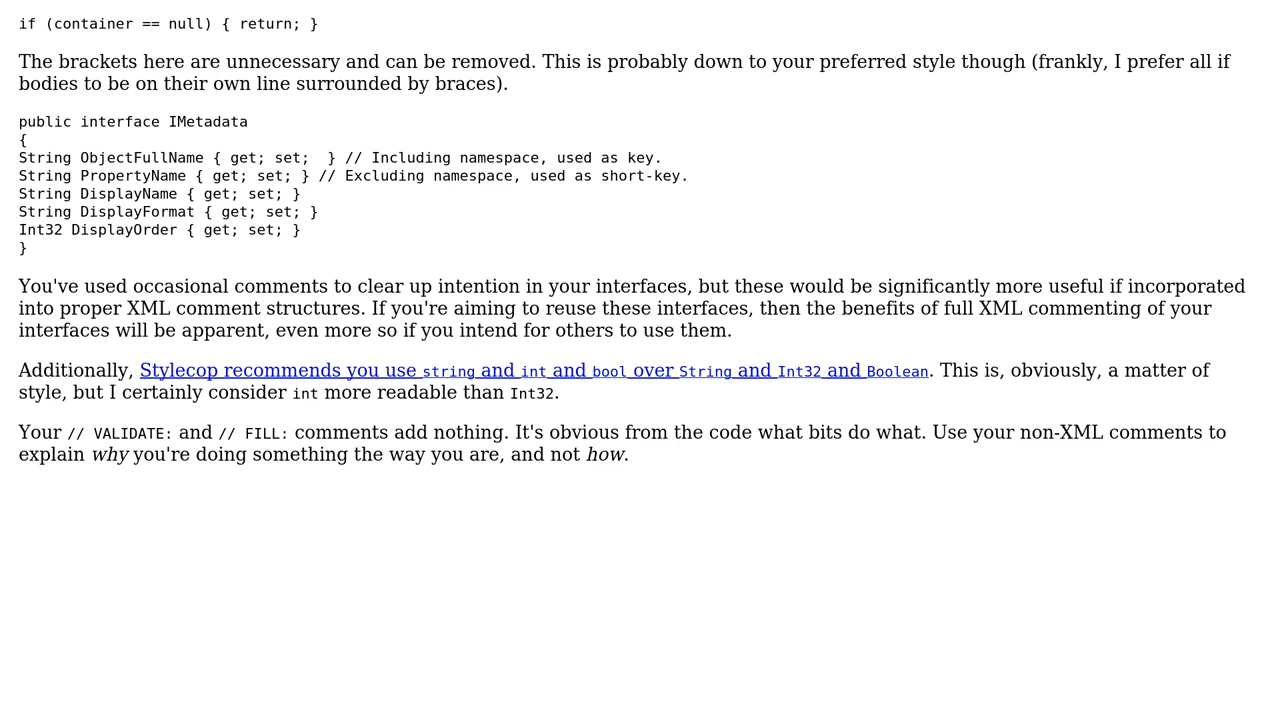 if (container == null) { return; }
The brackets here are unnecessary and can be removed. This is probably down to your preferred style though (frankly, I prefer all if
bodies to be on their own line surrounded by braces).
public interface IMetadata
{
String ObjectFullName { get; set;  } // Including namespace, used as key.
String PropertyName { get; set; } // Excluding namespace, used as short-key.
String DisplayName { get; set; }
String DisplayFormat { get; set; }
Int32 DisplayOrder { get; set; }
}
You've used occasional comments to clear up intention in your interfaces, but these would be significantly more useful if incorporated
into proper XML comment structures. If you're aiming to reuse these interfaces, then the benefits of full XML commenting of your
interfaces will be apparent, even more so if you intend for others to use them.
Additionally, Stylecop recommends you use string and int and bool over String and Int32 and Boolean. This is, obviously, a matter of
style, but I certainly consider int more readable than Int32.
Your // VALIDATE: and // FILL: comments add nothing. It's obvious from the code what bits do what. Use your non-XML comments to
explain why you're doing something the way you are, and not how.